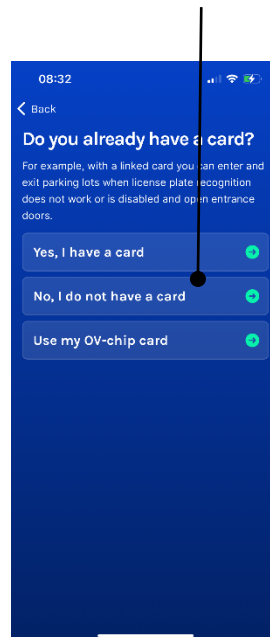 08:32
Back
Do you already have a card?
For example, with a linked card you can enter and
exit parking lots when license plate recognition
does not work or is disabled and open entrance
doors.
Yes, I have a card
No, I do not have a card
Use my OV-chip card